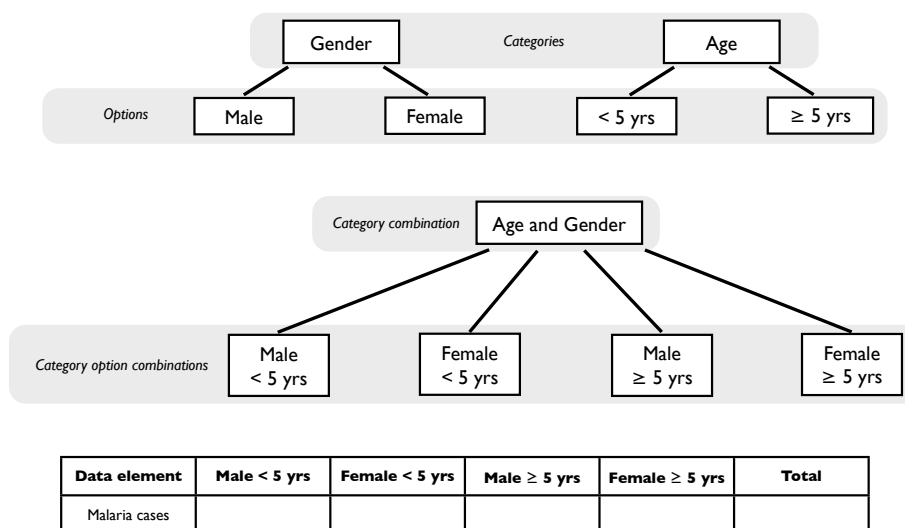 Gender
Categories
Age
Options
Male
Female
< 5 yrs
≥ 5 yrs
Category combination
Age and Gender
Category option combinations
Male
< 5 yrs
Female
< 5 yrs
Male
≥ 5 yrs
Female
≥ 5 yrs
Data element Male < 5 yrs Female < 5 yrs Male ≥ 5 yrs Female ≥ 5 yrs Total
Malaria cases